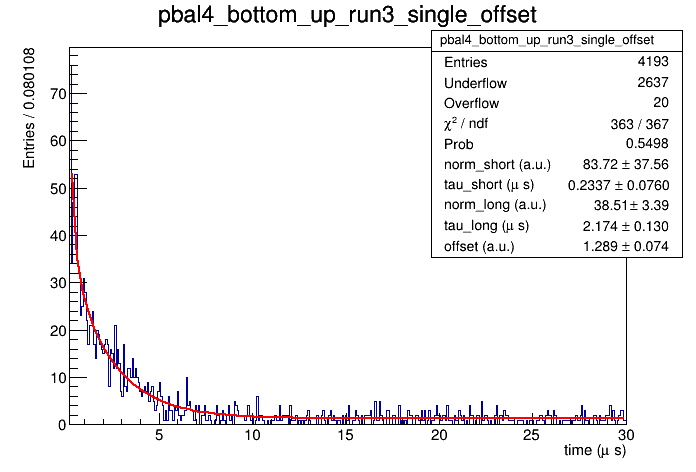 pbal4_bottom_up_run3_single_offset
pbal4_bottom_up_run3_single_offset
Entries 4193
Underflow 2637
Overflow 20
χ² / ndf 363 / 367
Prob 0.5498
norm_short (a.u.) 83.72 ± 37.56
tau_short (μ s) 0.2337 ± 0.0760
norm_long (a.u.) 38.51 ± 3.39
tau_long (μ s) 2.174 ± 0.130
offset (a.u.) 1.289 ± 0.074
Entries / 0.080108
70
60
50
40
30
20
10
0
5 10 15 20 25 30
time (μ s)